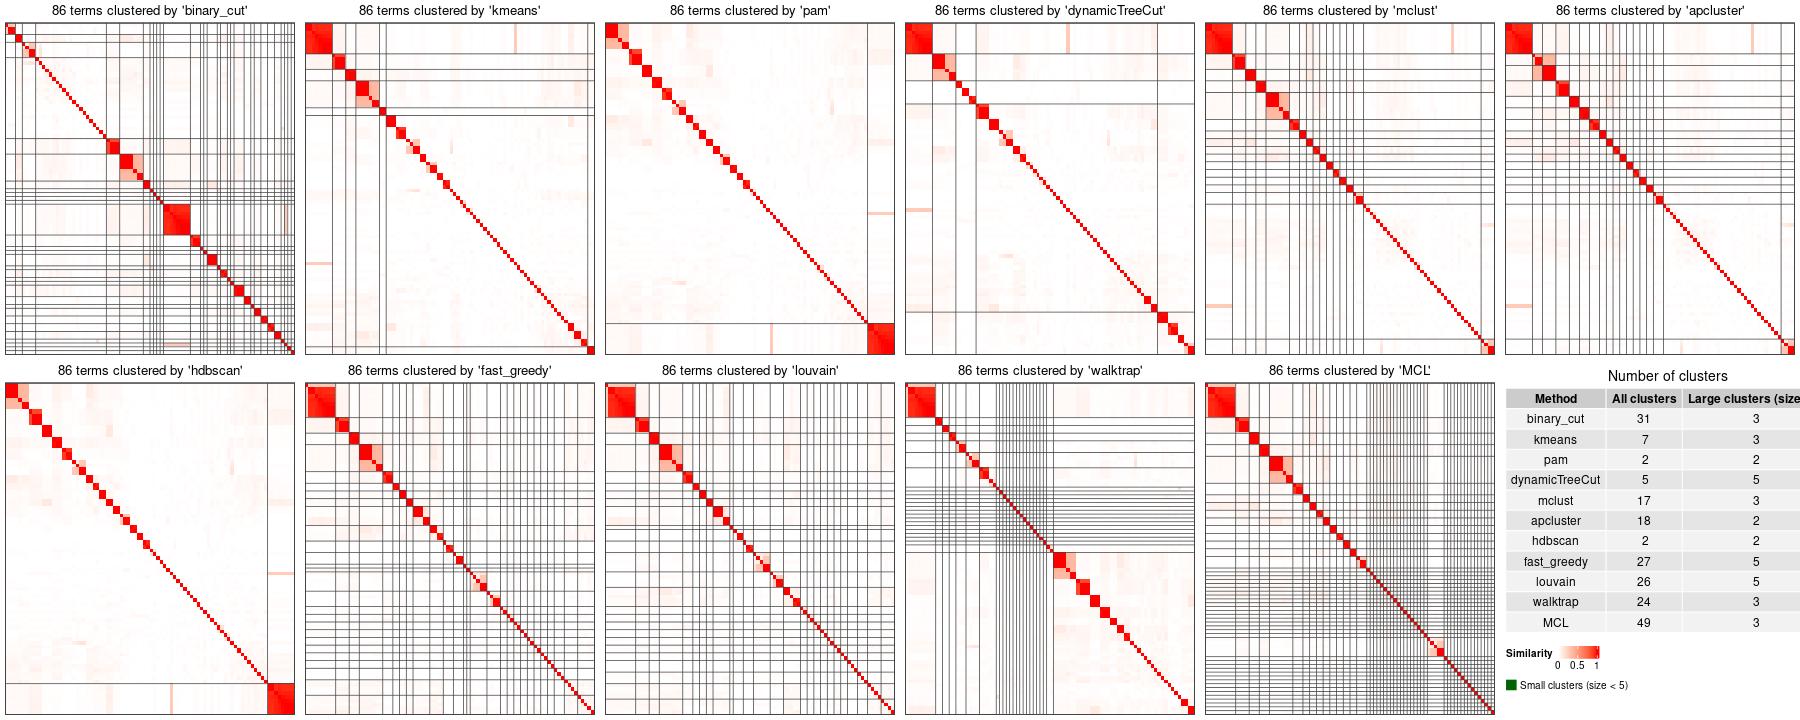 86 terms clustered by 'binary_cut'
86 terms clustered by 'kmeans'
86 terms clustered by 'pam'
86 terms clustered by 'dynamicTreeCut'
86 terms clustered by 'mclust'
86 terms clustered by 'apcluster'
86 terms clustered by 'hdbscan'
86 terms clustered by 'fast_greedy'
86 terms clustered by 'louvain'
86 terms clustered by 'walktrap'
86 terms clustered by 'MCL'
Number of clusters
Method All clusters Large clusters (size
binary_cut 31 3
kmeans 7 3
pam 2 2
dynamicTreeCut 5 5
mclust 17 3
apcluster 18 2
hdbscan 2 2
fast_greedy 27 5
louvain 26 5
walktrap 24 3
MCL 49 3
Similarity
0 0.5 1
Small clusters (size < 5)